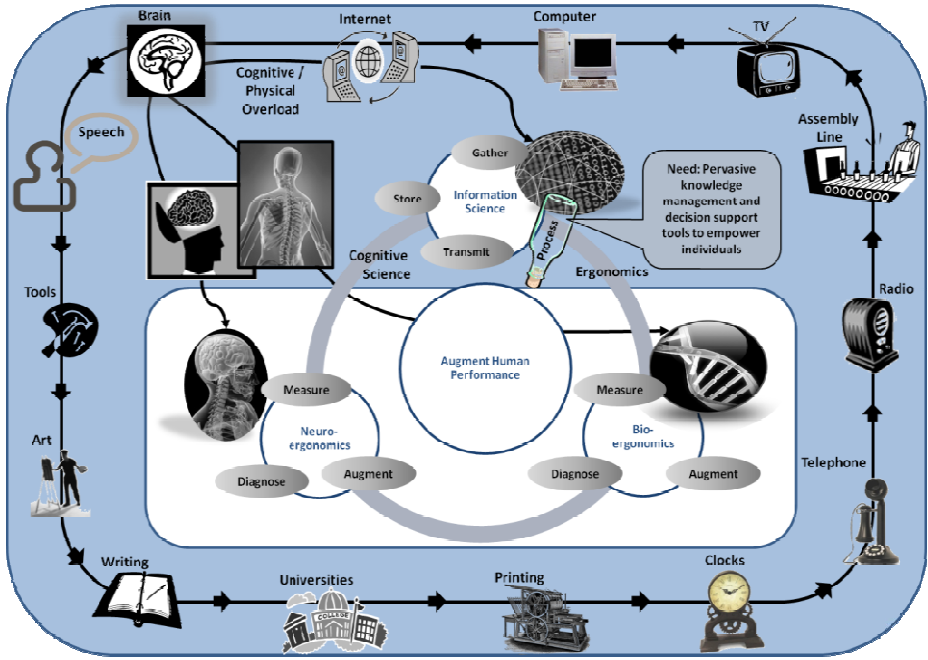 Brain
Internet
Computer
TV
Cognitive /
Physical
Overload
Speech
Assembly
Line
Gather
Information
Science
Store
Transmit
Process
Need: Pervasive
knowledge
management and
decision support
tools to empower
individuals
Cognitive
Science
Ergonomics
Tools
Radio
Augment Human
Performance
Measure
Measure
Neuro-
ergonomics
Bio-
ergonomics
Art
Diagnose
Augment
Diagnose
Augment
Telephone
Writing
Universities
COLLEGE
Printing
Clocks